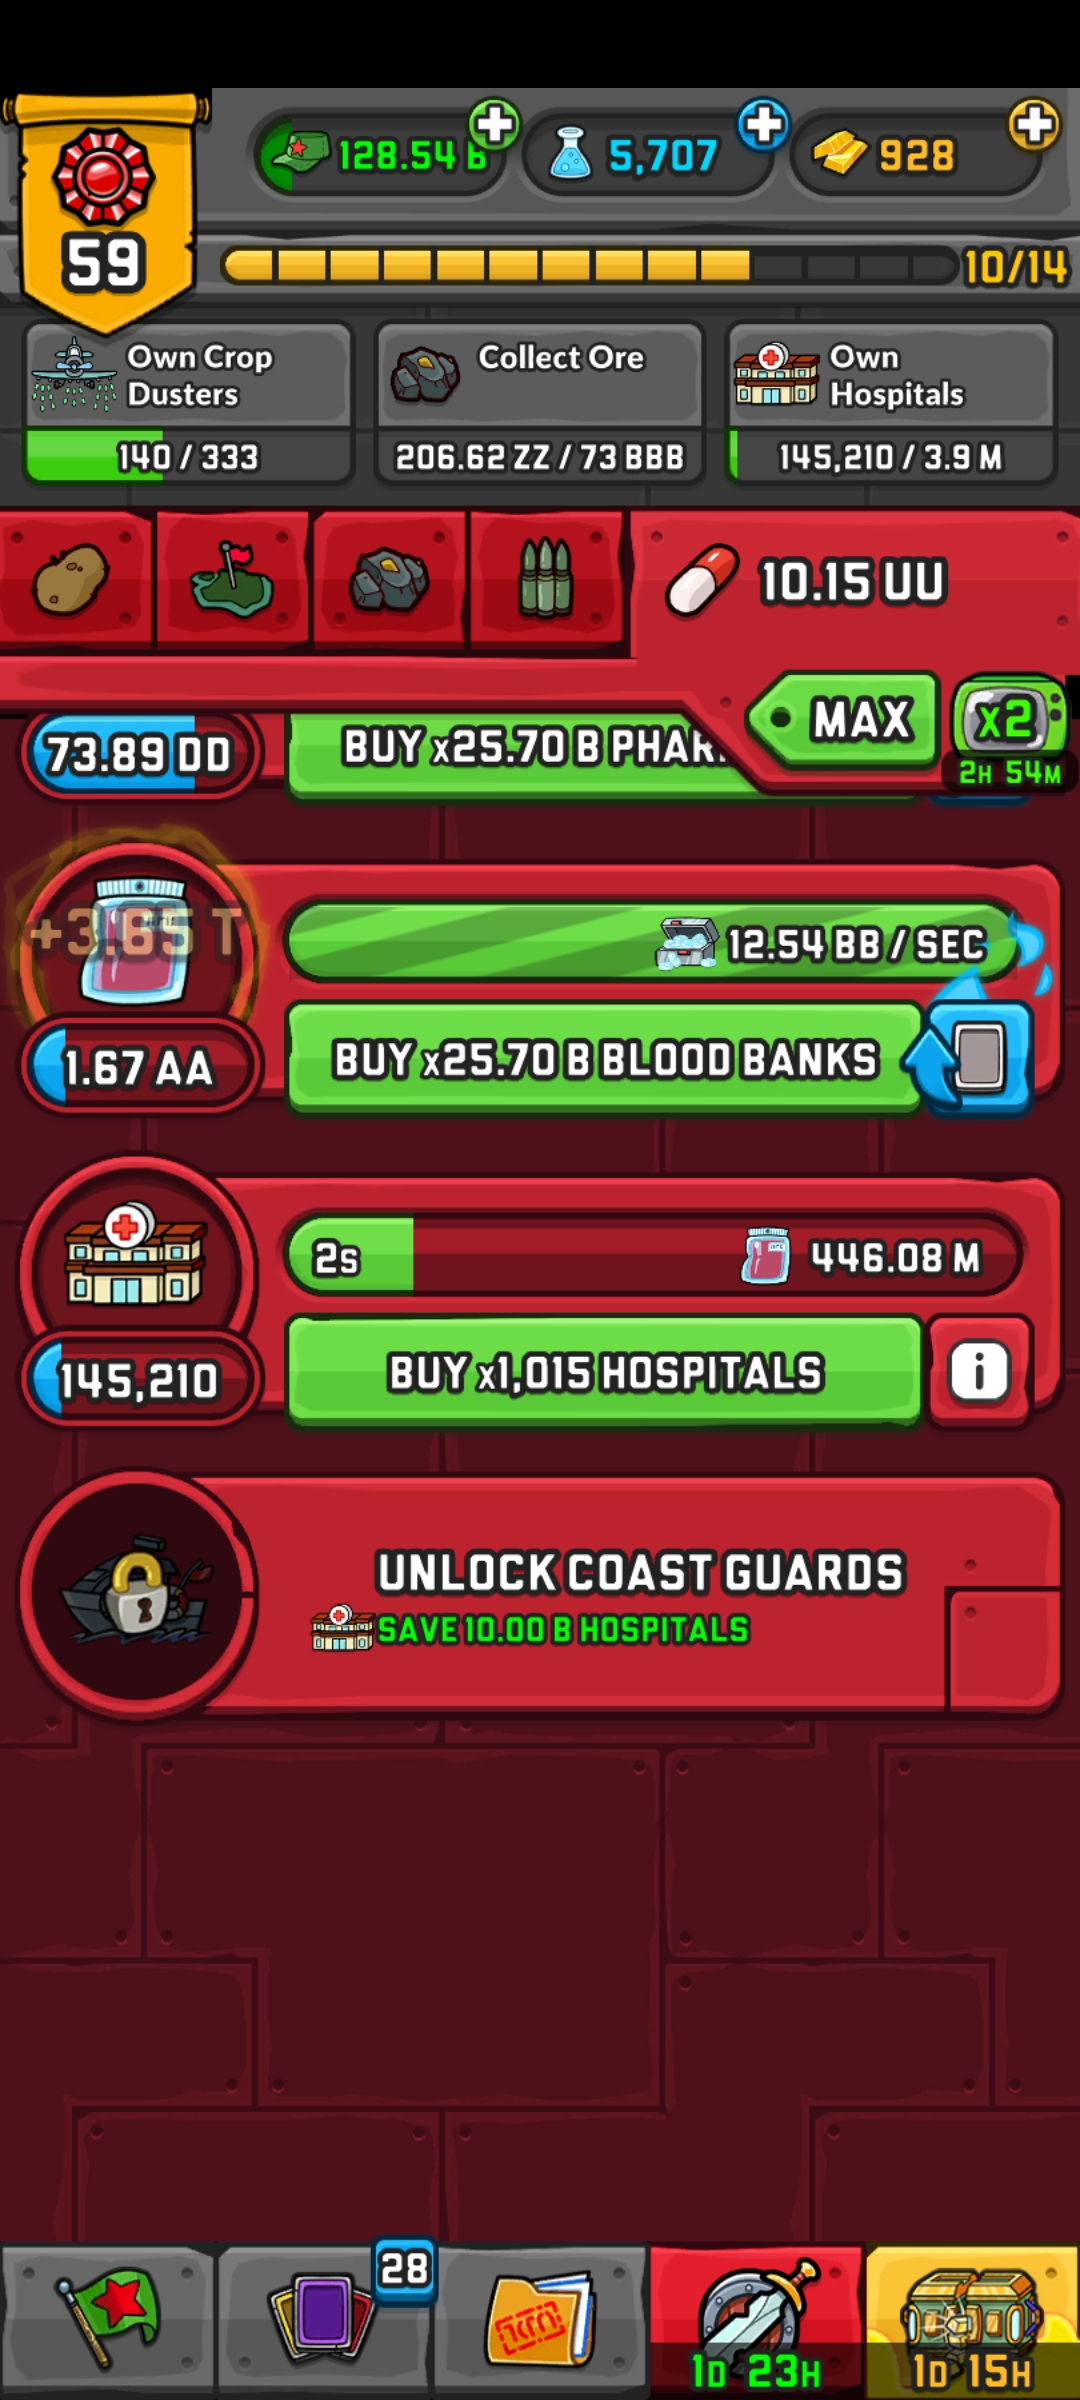 59
128.54 B
5,707
928
10/14
Own Crop
Dusters
140 / 333
Collect Ore
206.62 ZZ / 73 BBB
Own
Hospitals
145,210 / 3.9 M
10.15 UU
MAX
x2
2H 54M
73.89 DD
BUY x25.70 B PHAR
+3.65 T
12.54 BB / SEC
1.67 AA
BUY x25.70 B BLOOD BANKS
2s
446.08 M
145,210
BUY x1,015 HOSPITALS
i
UNLOCK COAST GUARDS
SAVE 10.00 B HOSPITALS
28
1D 23H
1D 15H